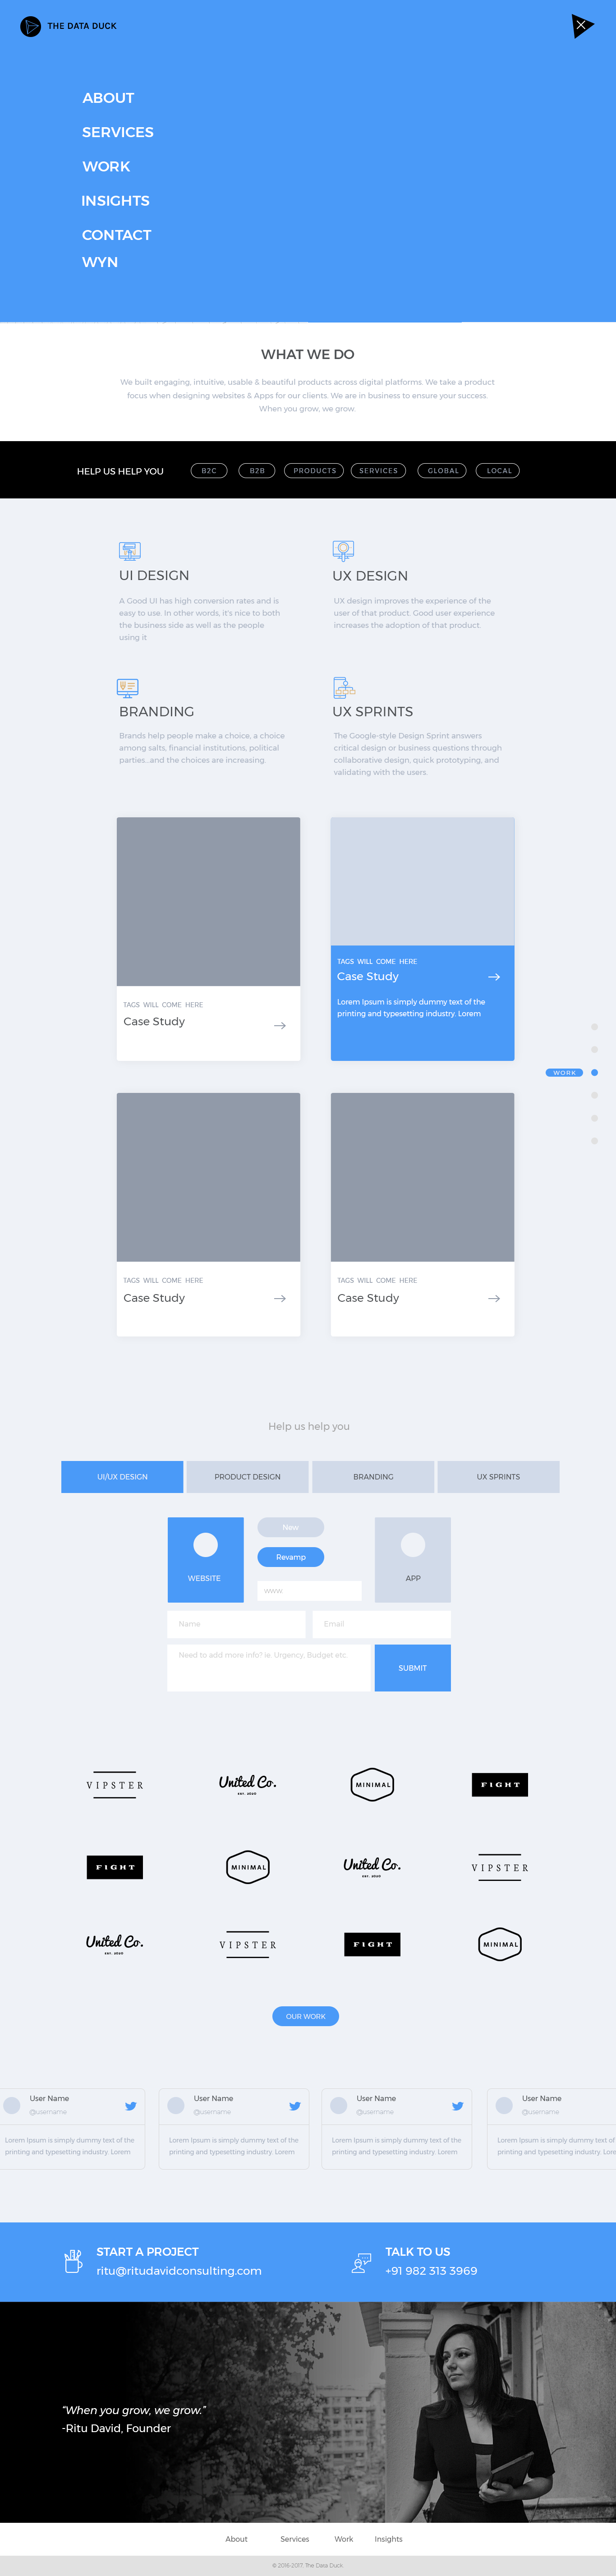 THE DATA DUCK
ABOUT
SERVICES
WORK
INSIGHTS
CONTACT
WYN
WHAT WE DO
We built engaging, intuitive, usable & beautiful products across digital platforms. We take a product
focus when designing websites & Apps for our clients. We are in business to ensure your success.
When you grow, we grow.
HELP US HELP YOU
B2C
B2B
PRODUCTS
SERVICES
GLOBAL
LOCAL
UI DESIGN
A Good UI has high conversion rates and is
easy to use. In other words, it's nice to both
the business side as well as the people
using it
UX DESIGN
UX design improves the experience of the
user of that product. Good user experience
increases the adoption of that product.
BRANDING
Brands help people make a choice, a choice
among salts, financial institutions, political
parties...and the choices are increasing.
UX SPRINTS
The Google-style Design Sprint answers
critical design or business questions through
collaborative design, quick prototyping, and
validating with the users.
TAGS WILL COME HERE
Case Study
TAGS WILL COME HERE
Case Study
Lorem Ipsum is simply dummy text of the
printing and typesetting industry. Lorem
WORK
TAGS WILL COME HERE
Case Study
TAGS WILL COME HERE
Case Study
Help us help you
UI/UX DESIGN
PRODUCT DESIGN
BRANDING
UX SPRINTS
WEBSITE
New
Revamp
www.
APP
Name
Email
Need to add more info? ie. Urgency, Budget etc.
SUBMIT
VIPSTER
United Co.
EST. 2020
MINIMAL
FIGHT
FIGHT
MINIMAL
United Co.
EST. 2020
VIPSTER
United Co.
EST. 2020
VIPSTER
FIGHT
MINIMAL
OUR WORK
User Name
@username
Lorem Ipsum is simply dummy text of the
printing and typesetting industry. Lorem
User Name
@username
Lorem Ipsum is simply dummy text of the
printing and typesetting industry. Lorem
User Name
@username
Lorem Ipsum is simply dummy text of the
printing and typesetting industry. Lorem
User Name
@username
Lorem Ipsum is simply dummy text of
printing and typesetting industry. Lore
START A PROJECT
ritu@ritudavidconsulting.com
TALK TO US
+91 982 313 3969
"When you grow, we grow."
-Ritu David, Founder
About
Services
Work
Insights
© 2016-2017. The Data Duck.